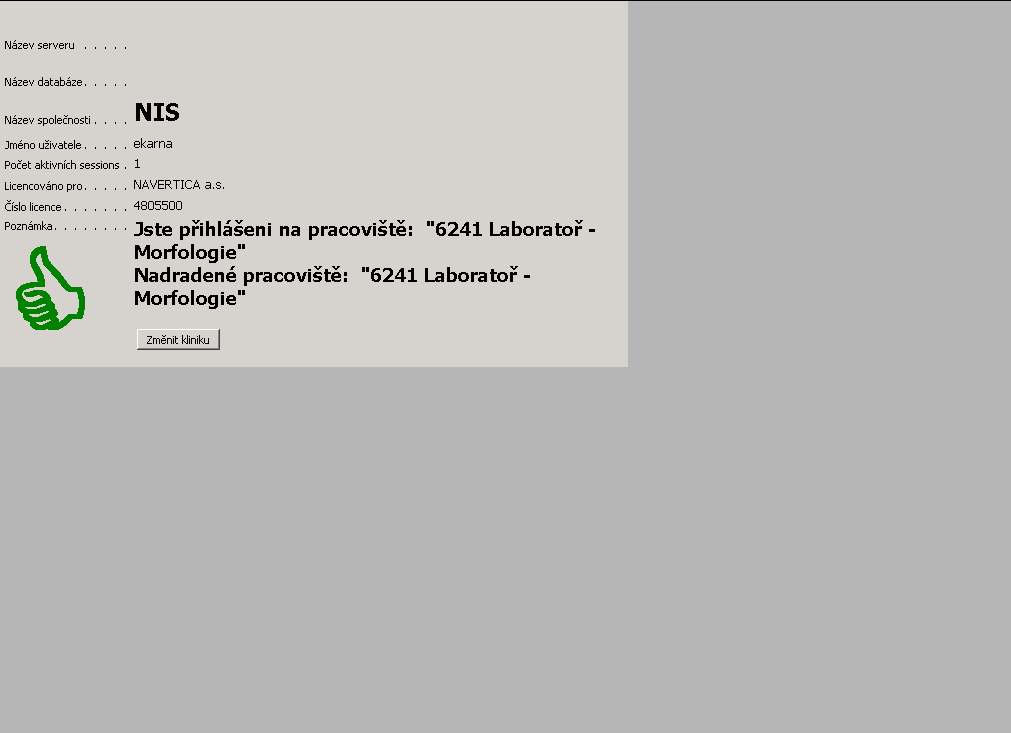 Název serveru . . . . .
Název databáze . . . . .
Název společnosti . . . . NIS
Jméno uživatele . . . . . ekarna
Počet aktivních sessions . 1
Licencováno pro . . . . . NAVERTICA a.s.
Číslo licence . . . . . . . 4805500
Poznámka . . . . . . . . Jste přihlášeni na pracoviště: "6241 Laboratoř -
Morfologie"
Nadradené pracoviště: "6241 Laboratoř -
Morfologie"
Změnit kliniku